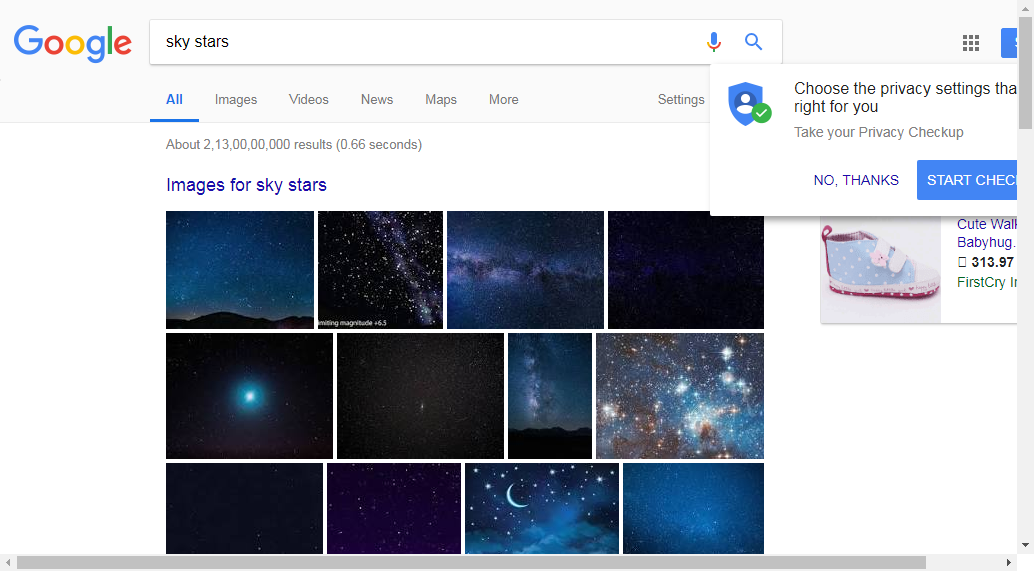 Google
sky stars
All Images Videos News Maps More Settings
Choose the privacy settings tha
right for you
Take your Privacy Checkup
NO, THANKS START CHEC
About 2,13,00,00,000 results (0.66 seconds)
Images for sky stars
imiting magnitude +6.5
Cute Walk
Babyhug.
313.97
FirstCry In